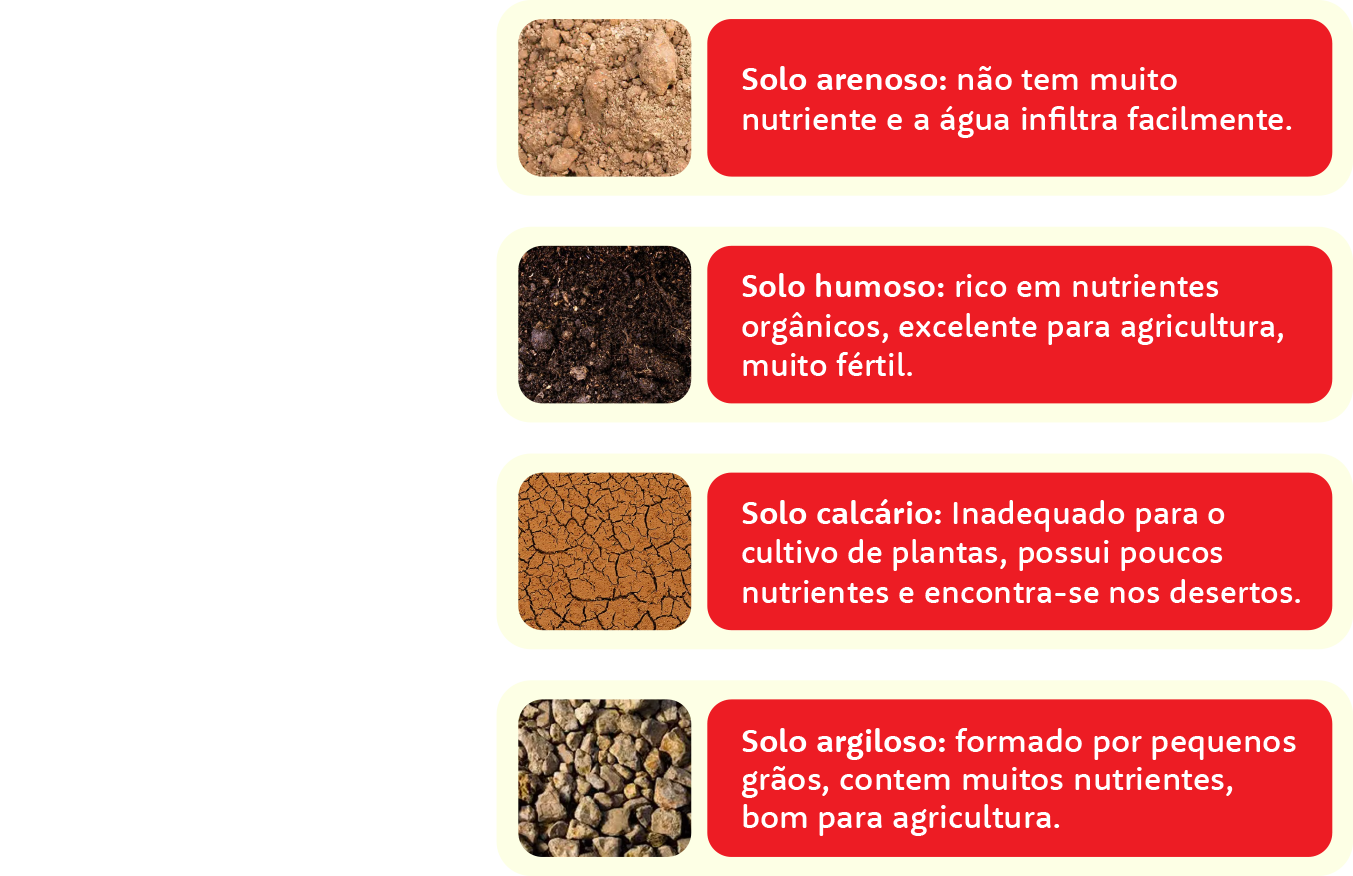 Solo arenoso: não tem muito
nutriente e a água infiltra facilmente.
Solo humoso: rico em nutrientes
orgânicos, excelente para agricultura,
muito fértil.
Solo calcário: Inadequado para o
cultivo de plantas, possui poucos
nutrientes e encontra-se nos desertos.
Solo argiloso: formado por pequenos
grãos, contem muitos nutrientes,
bom para agricultura.